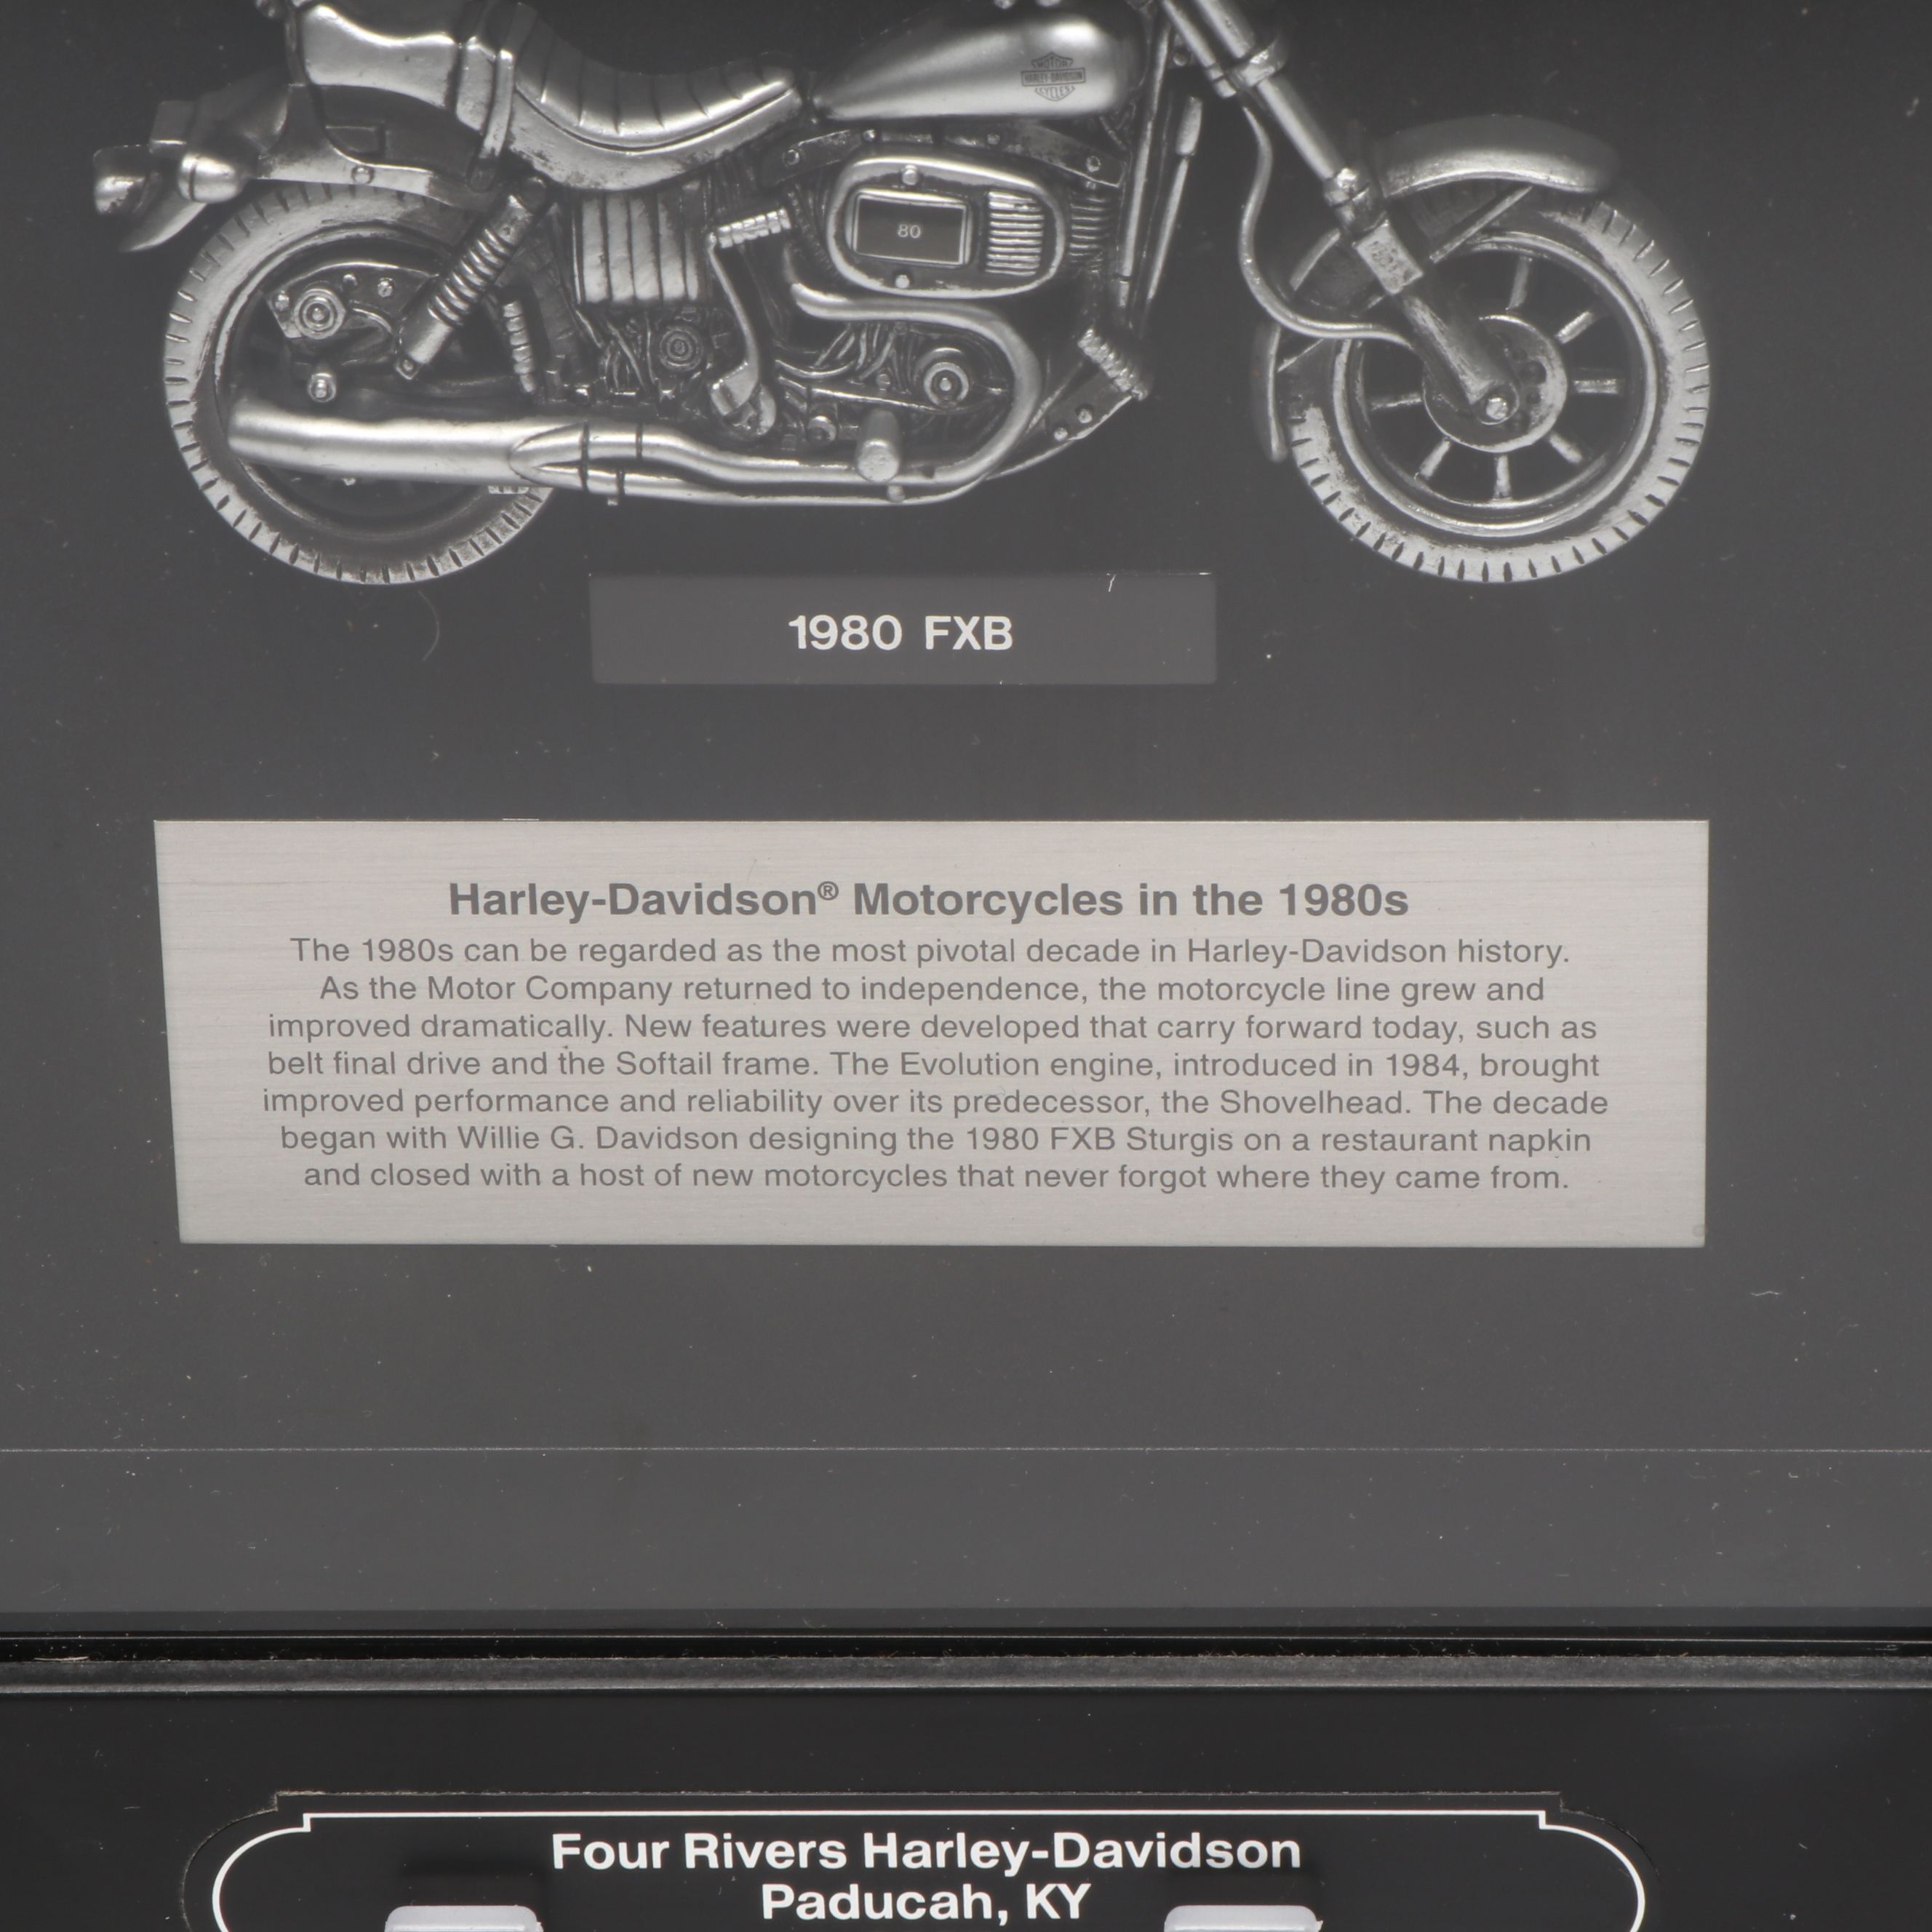 MOTOR
HARLEY-DAVIDSON
CYCLES
80
1980 FXB
Harley-Davidson® Motorcycles in the 1980s
The 1980s can be regarded as the most pivotal decade in Harley-Davidson history.
As the Motor Company returned to independence, the motorcycle line grew and
improved dramatically. New features were developed that carry forward today, such as
belt final drive and the Softail frame. The Evolution engine, introduced in 1984, brought
improved performance and reliability over its predecessor, the Shovelhead. The decade
began with Willie G. Davidson designing the 1980 FXB Sturgis on a restaurant napkin
and closed with a host of new motorcycles that never forgot where they came from.
Four Rivers Harley-Davidson
Paducah, KY